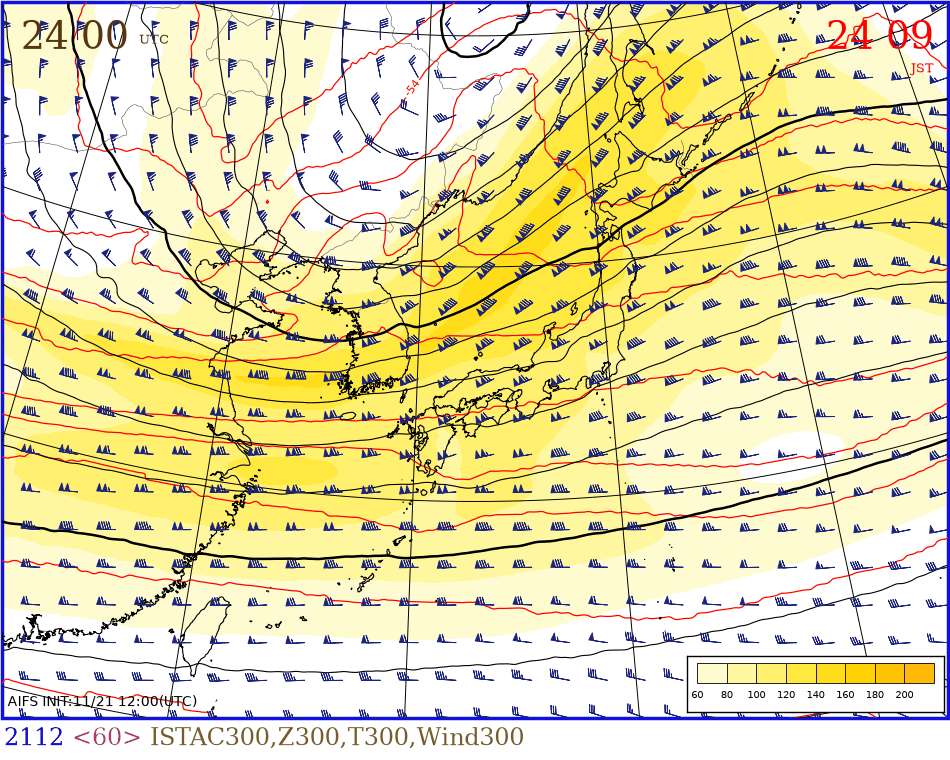 24 00 UTC
24 09
JST
-54
60 80 100 120 140 160 180 200
AIFS INIT:11/21 12:00(UTC)
2112 <60> ISTAC300,Z300,T300,Wind300